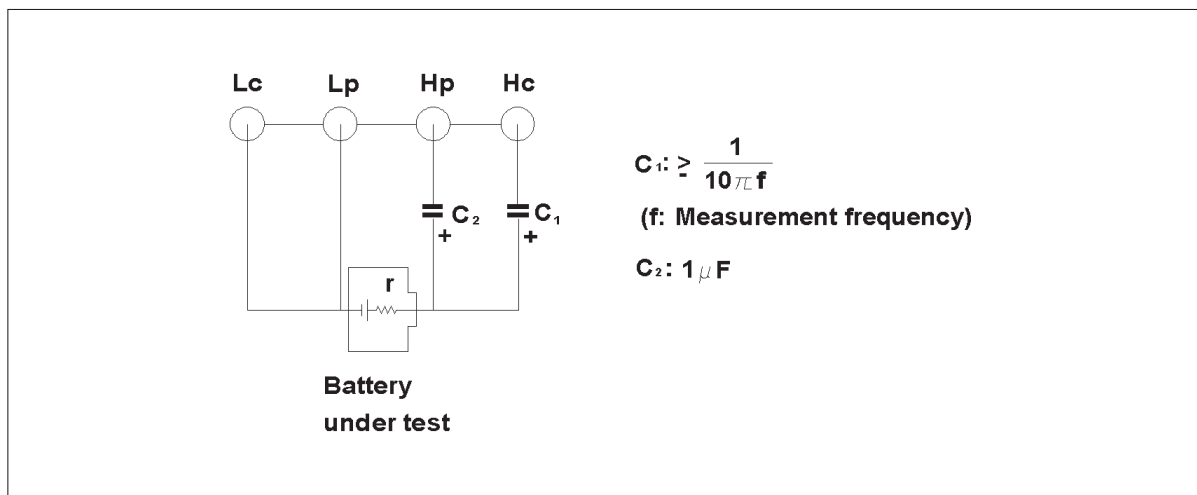 Lc Lp Hp Hc
C₁: ≥ 1 / 10πf
(f: Measurement frequency)
C₂: 1μF
C₂ C₁
+ +
r
Battery
under test